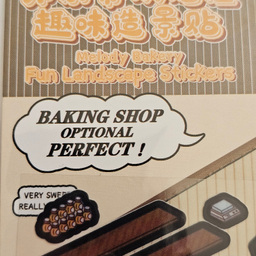 趣味造景贴
Melody Bakery
Fun Landscape Stickers
BAKING SHOP
OPTIONAL
PERFECT!
VERY SWEE
REALLY